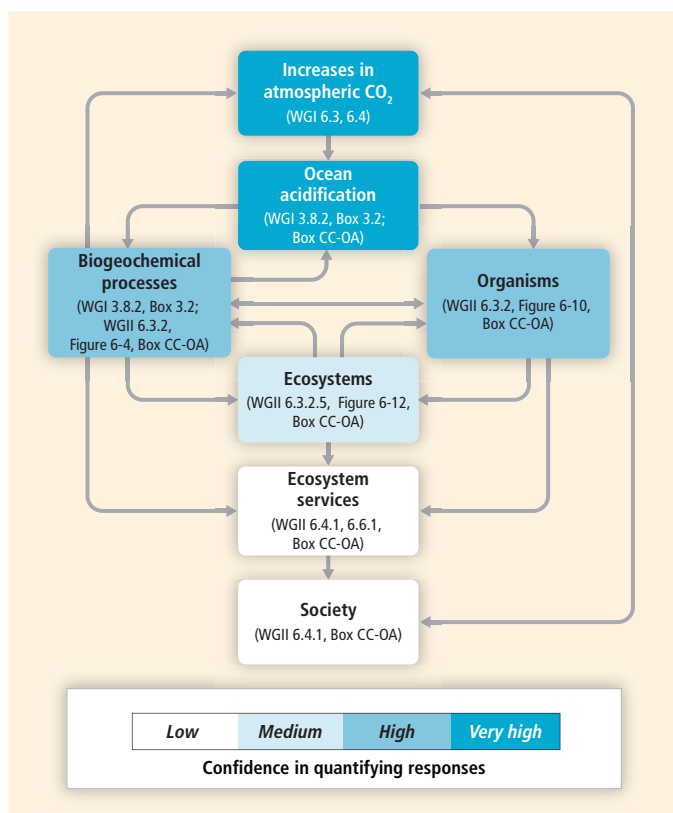 Increases in
atmospheric CO₂
(WGI 6.3, 6.4)
Ocean
acidification
(WGI 3.8.2, Box 3.2;
Box CC-OA)
Biogeochemical
processes
(WGI 3.8.2, Box 3.2;
WGII 6.3.2,
Figure 6-4, Box CC-OA)
Organisms
(WGII 6.3.2, Figure 6-10,
Box CC-OA)
Ecosystems
(WGII 6.3.2.5, Figure 6-12,
Box CC-OA)
Ecosystem
services
(WGII 6.4.1, 6.6.1,
Box CC-OA)
Society
(WGII 6.4.1, Box CC-OA)
Low Medium High Very high
Confidence in quantifying responses